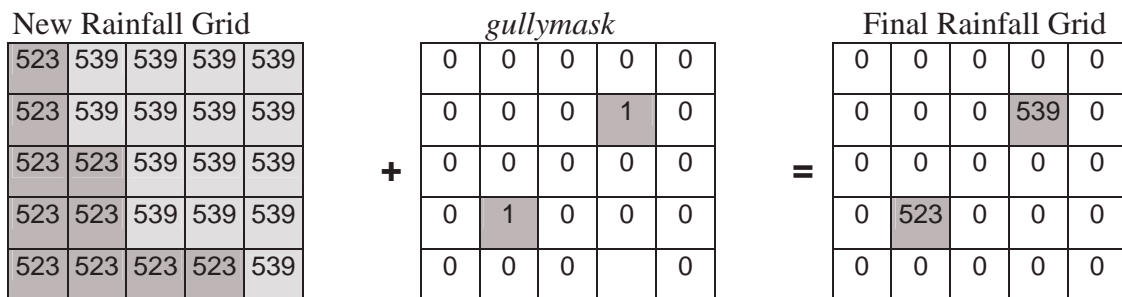 New Rainfall Grid gullymask Final Rainfall Grid
523 539 539 539 539 0 0 0 0 0 0 0 0 0 0
523 539 539 539 539 0 0 0 1 0 0 0 0 539 0
523 523 539 539 539 + 0 0 0 0 0 = 0 0 0 0 0
523 523 539 539 539 0 1 0 0 0 0 523 0 0 0
523 523 523 523 539 0 0 0 0 0 0 0 0 0